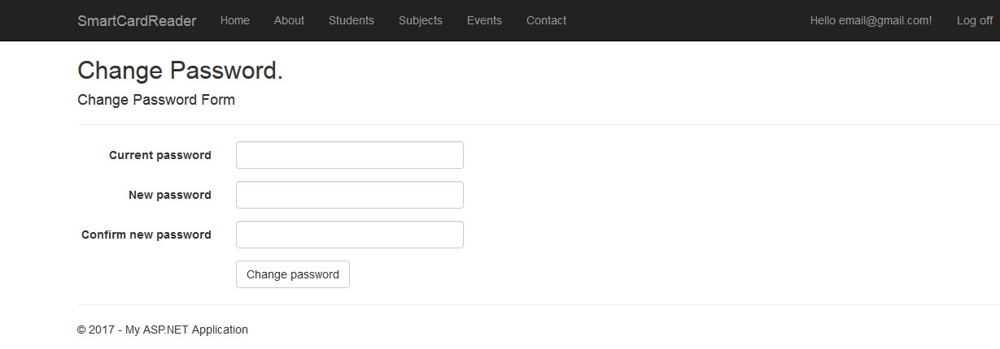 SmartCardReader Home About Students Subjects Events Contact Hello email@gmail.com! Log off
Change Password.
Change Password Form
Current password
New password
Confirm new password
Change password
© 2017 - My ASP.NET Application